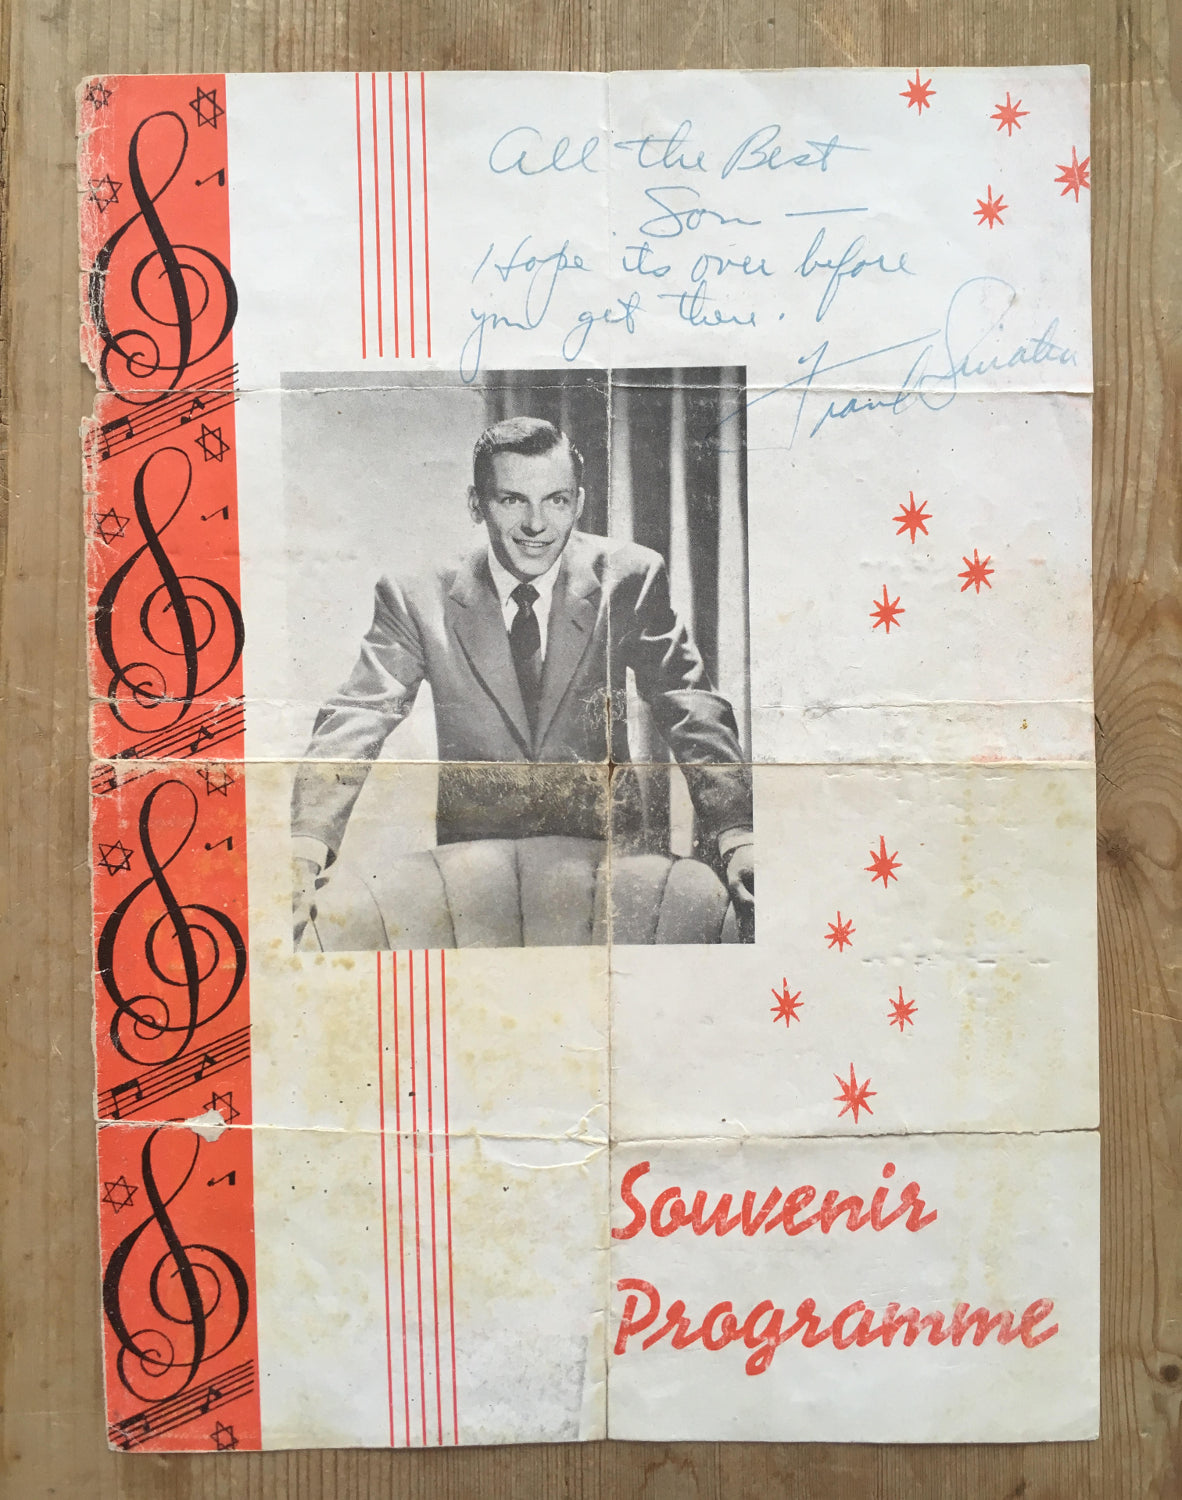 All the Best
Son —
Hope its over before
you get there.
Frank Sinatra
Souvenir
Programme